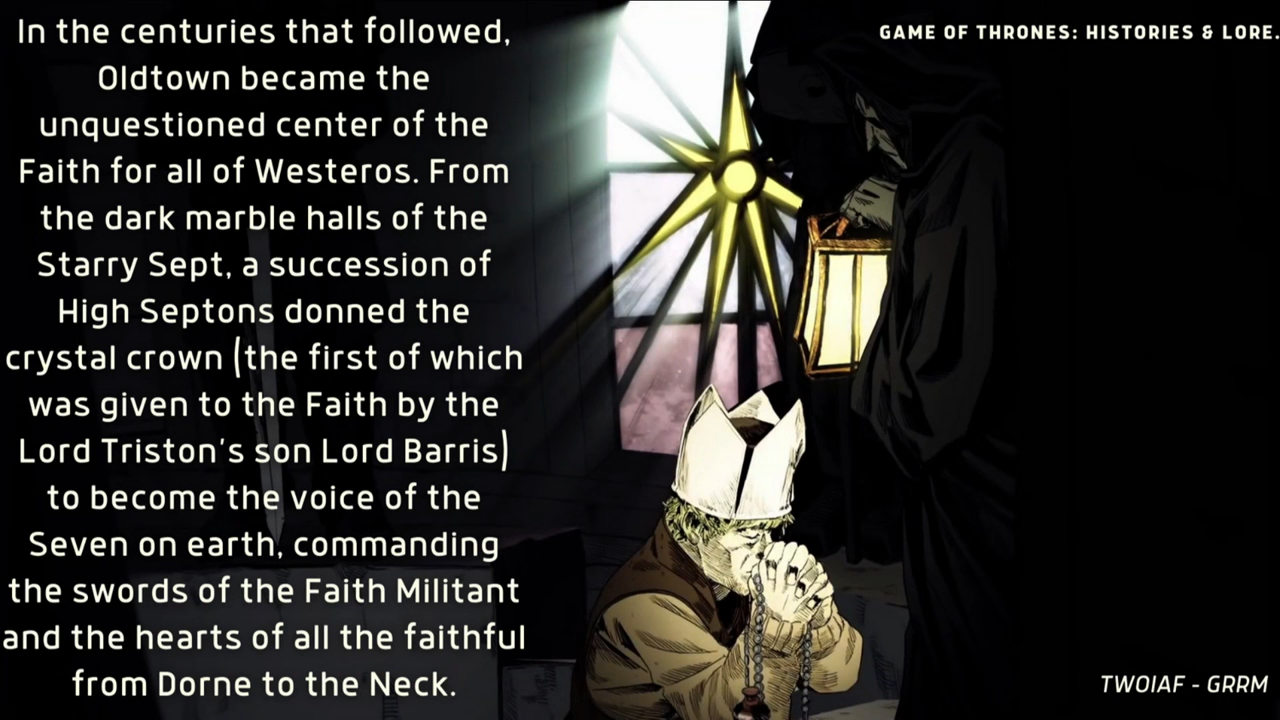 In the centuries that followed,
Oldtown became the
unquestioned center of the
Faith for all of Westeros. From
the dark marble halls of the
Starry Sept, a succession of
High Septons donned the
crystal crown (the first of which
was given to the Faith by the
Lord Triston's son Lord Barris)
to become the voice of the
Seven on earth, commanding
the swords of the Faith Militant
and the hearts of all the faithful
from Dorne to the Neck.
GAME OF THRONES: HISTORIES & LORE.
TWOIAF - GRRM